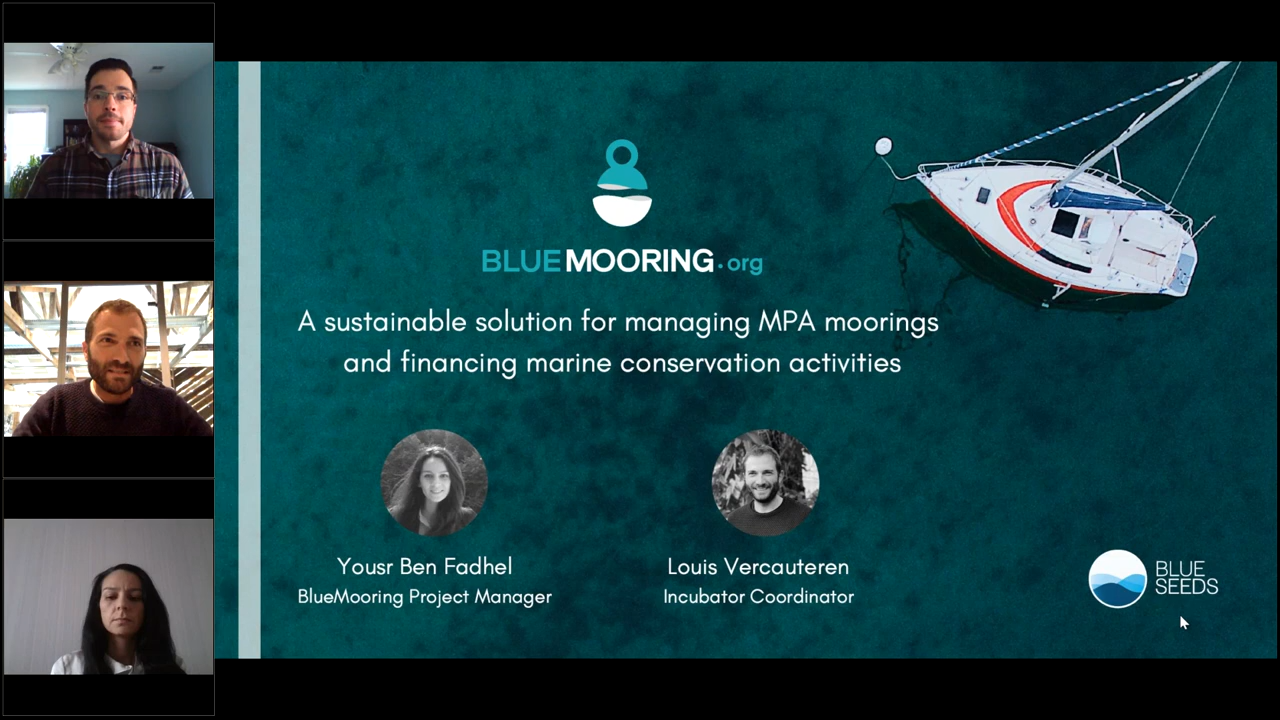 BLUEMOORING.org
A sustainable solution for managing MPA moorings
and financing marine conservation activities
Yousr Ben Fadhel
BlueMooring Project Manager
Louis Vercauteren
Incubator Coordinator
BLUE
SEEDS